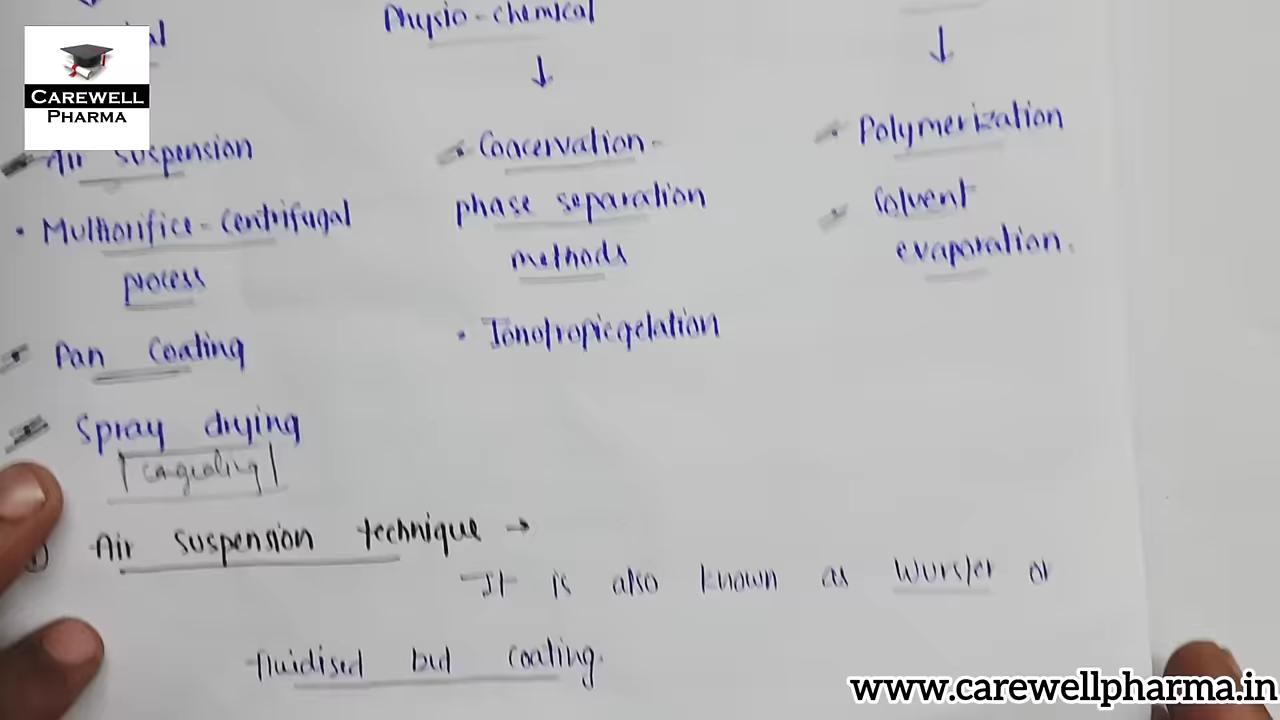 CAREWELL
PHARMA
Physio-chemical
Air suspension
• Multiorifice-centrifugal
process
Pan coating
Spray drying
congealing
• Coacervation-
phase separation
methods
• Ionotropicgelation
• Polymerization
• Solvent
evaporation.
Air suspension technique →
It is also known as Wurster or
fluidised bed coating.
www.carewellpharma.in